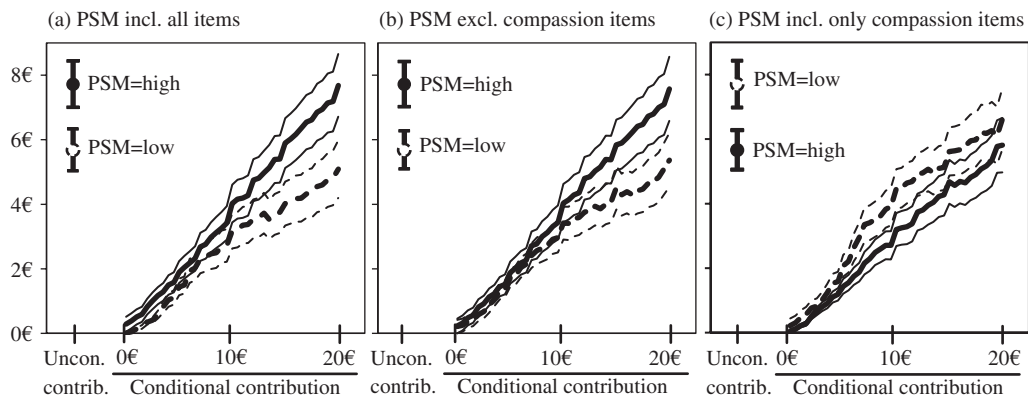 (a) PSM incl. all items
(b) PSM excl. compassion items
(c) PSM incl. only compassion items
8€
6€
4€
2€
0€
PSM=high
PSM=low
PSM=high
PSM=low
PSM=low
PSM=high
Uncon. contrib.
0€ 10€ 20€
Conditional contribution
Uncon. contrib.
0€ 10€ 20€
Conditional contribution
Uncon. contrib.
0€ 10€ 20€
Conditional contribution